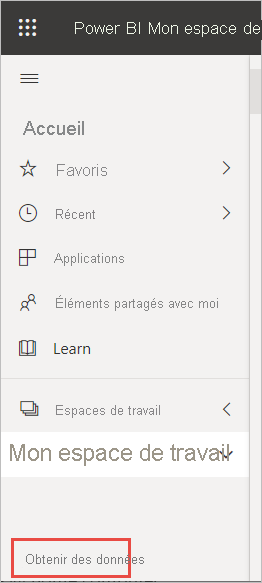 Power BI Mon espace de
Accueil
Favoris
Récent
Applications
Éléments partagés avec moi
Learn
Espaces de travail
Mon espace de travail
Obtenir des données